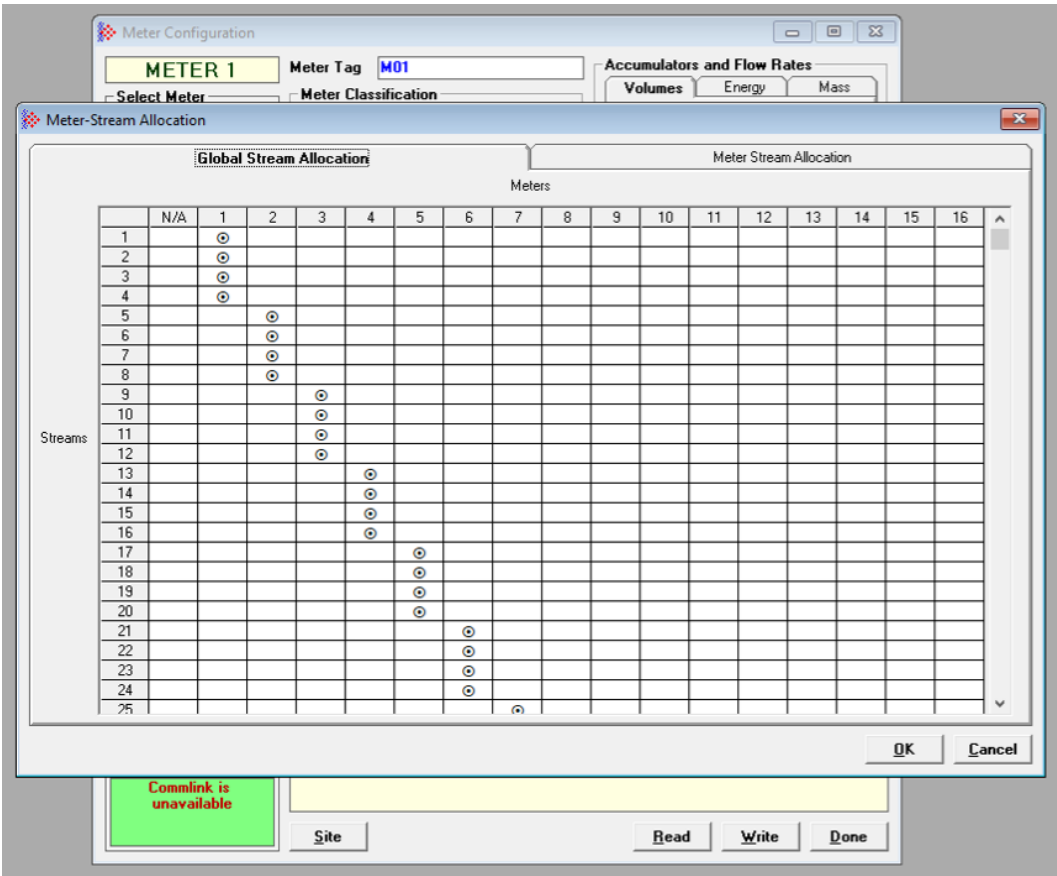 Meter Configuration
METER 1 Meter Tag M01 Accumulators and Flow Rates
Select Meter Meter Classification Volumes Energy Mass
Meter-Stream Allocation
Global Stream Allocation Meter Stream Allocation
Meters
N/A 1 2 3 4 5 6 7 8 9 10 11 12 13 14 15 16
1
2
3
4
5
6
7
8
9
10
Streams 11
12
13
14
15
16
17
18
19
20
21
22
23
24
25
OK Cancel
Commlink is
unavailable
Site Read Write Done